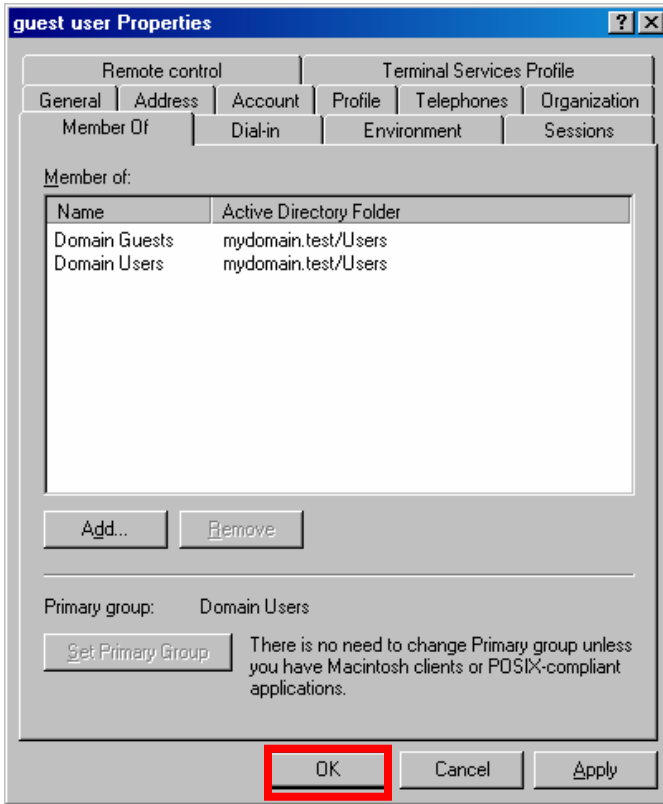 guest user Properties
Remote control Terminal Services Profile
General Address Account Profile Telephones Organization
Member Of Dial-in Environment Sessions
Member of:
Name Active Directory Folder
Domain Guests mydomain.test/Users
Domain Users mydomain.test/Users
Add... Remove
Primary group: Domain Users
Set Primary Group
There is no need to change Primary group unless
you have Macintosh clients or POSIX-compliant
applications.
OK Cancel Apply